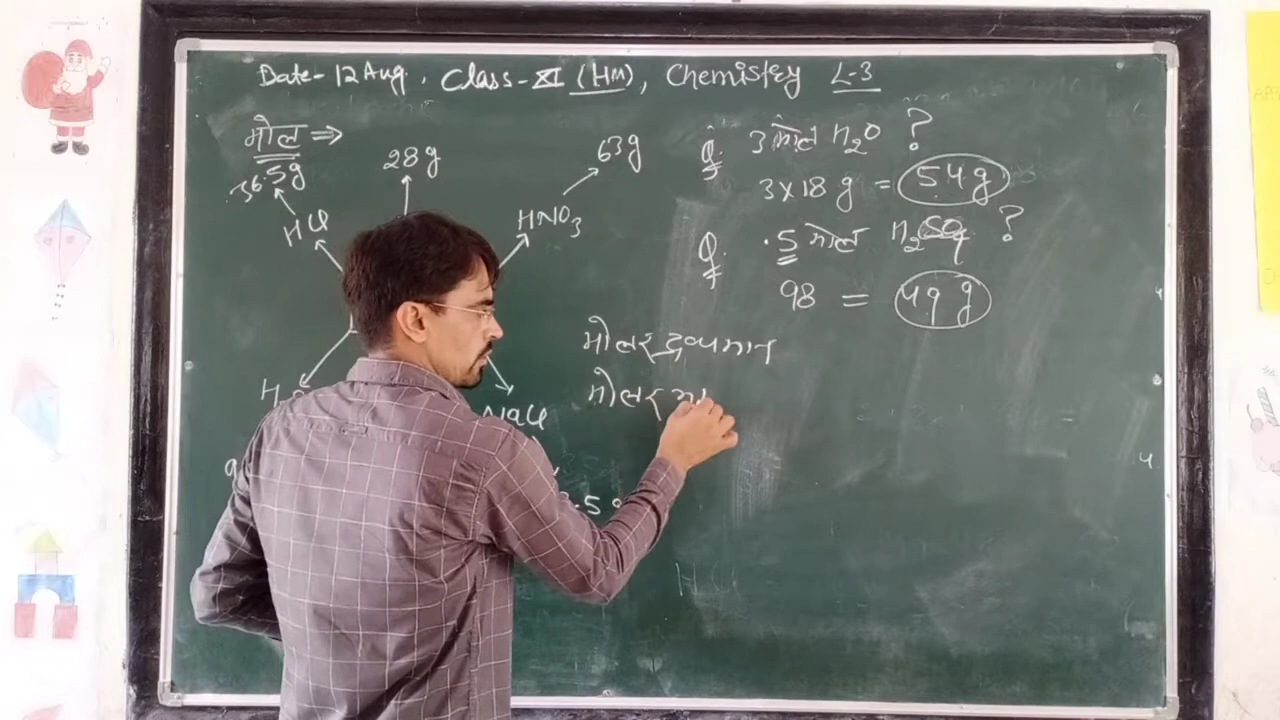 Date- 12 Aug. Class-XI (HM), Chemistry L-3
मोल ⇒
36.5g
28g
63g
HCl
HNO₃
NaCl
Q. 3 मोल H₂O ?
3×18 g = 54g
Q. .5 मोल H₂SO₄ ?
98 = 49 g
मोलर द्रव्यमान
मोलर